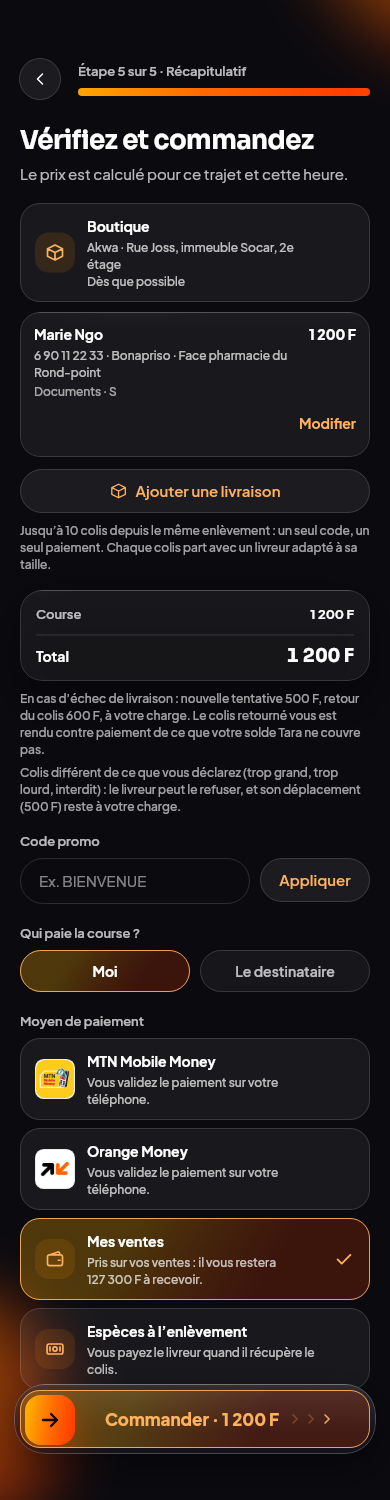 Étape 5 sur 5 · Récapitulatif
Vérifiez et commandez
Le prix est calculé pour ce trajet et cette heure.
Boutique
Akwa · Rue Joss, immeuble Socar, 2e
étage
Dès que possible
Marie Ngo
1 200 F
6 90 11 22 33 · Bonapriso · Face pharmacie du
Rond-point
Documents · S
Modifier
Ajouter une livraison
Jusqu’à 10 colis depuis le même enlèvement : un seul code, un
seul paiement. Chaque colis part avec un livreur adapté à sa
taille.
Course
1 200 F
Total
1 200 F
En cas d’échec de livraison : nouvelle tentative 500 F, retour
du colis 600 F, à votre charge. Le colis retourné vous est
rendu contre paiement de ce que votre solde Tara ne couvre
pas.
Colis différent de ce que vous déclarez (trop grand, trop
lourd, interdit) : le livreur peut le refuser, et son déplacement
(500 F) reste à votre charge.
Code promo
Ex. BIENVENUE
Appliquer
Qui paie la course ?
Moi
Le destinataire
Moyen de paiement
MTN Mobile Money
Vous validez le paiement sur votre
téléphone.
Orange Money
Vous validez le paiement sur votre
téléphone.
Mes ventes
Pris sur vos ventes : il vous restera
127 300 F à recevoir.
Espèces à l’enlèvement
Vous payez le livreur quand il récupère le
colis.
Commander · 1 200 F